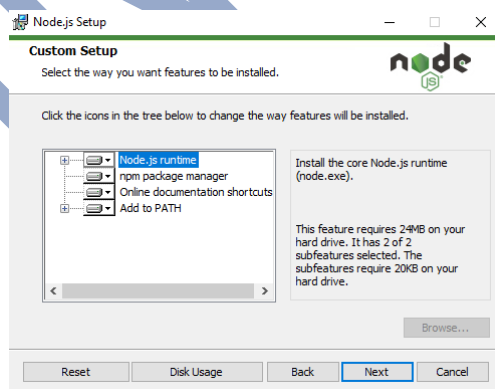 Node.js Setup
Custom Setup
Select the way you want features to be installed.
node
JS
Click the icons in the tree below to change the way features will be installed.
Node.js runtime
npm package manager
Online documentation shortcuts
Add to PATH
Install the core Node.js runtime
(node.exe).
This feature requires 24MB on your
hard drive. It has 2 of 2
subfeatures selected. The
subfeatures require 20KB on your
hard drive.
Browse...
Reset
Disk Usage
Back
Next
Cancel